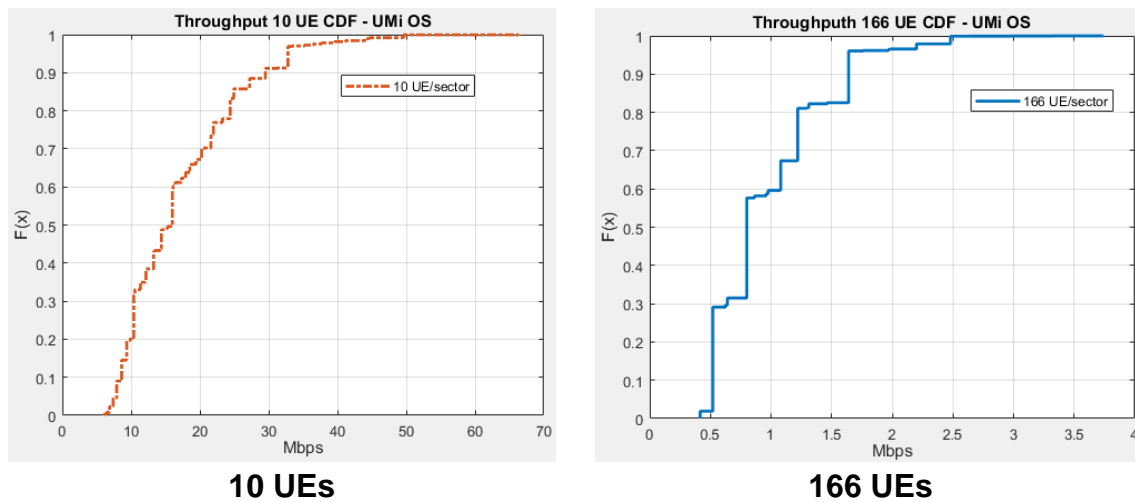 Throughput 10 UE CDF - UMi OS
1
0.9
0.8
0.7
0.6
0.5
0.4
0.3
0.2
0.1
0
F(x)
10 UE/sector
0 10 20 30 40 50 60 70
Mbps
10 UEs
Throughputh 166 UE CDF - UMi OS
1
0.9
0.8
0.7
0.6
0.5
0.4
0.3
0.2
0.1
0
F(x)
166 UE/sector
0 0.5 1 1.5 2 2.5 3 3.5 4
Mbps
166 UEs